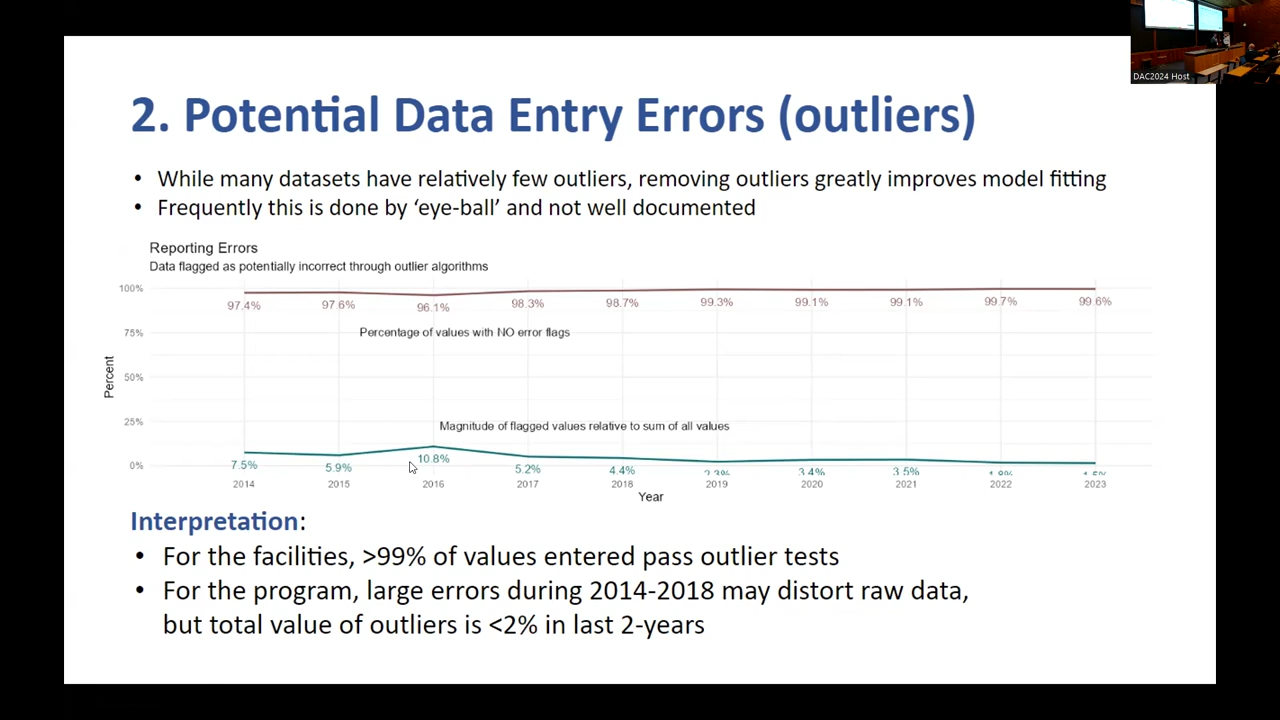 DAC2024 Host
2. Potential Data Entry Errors (outliers)
• While many datasets have relatively few outliers, removing outliers greatly improves model fitting
• Frequently this is done by ‘eye-ball’ and not well documented
Reporting Errors
Data flagged as potentially incorrect through outlier algorithms
100%
97.4% 97.6% 96.1% 98.3% 98.7% 99.3% 99.1% 99.1% 99.7% 99.6%
75%
Percentage of values with NO error flags
Percent
50%
25%
Magnitude of flagged values relative to sum of all values
0%
7.5% 5.9% 10.8% 5.2% 4.4% 2.3% 3.4% 3.5% 1.8% 1.5%
2014 2015 2016 2017 2018 2019 2020 2021 2022 2023
Year
Interpretation:
• For the facilities, >99% of values entered pass outlier tests
• For the program, large errors during 2014-2018 may distort raw data,
but total value of outliers is <2% in last 2-years